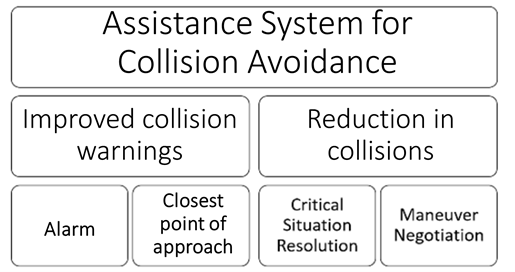 Assistance System for
Collision Avoidance
Improved collision
warnings
Reduction in
collisions
Alarm
Closest
point of
approach
Critical
Situation
Resolution
Maneuver
Negotiation